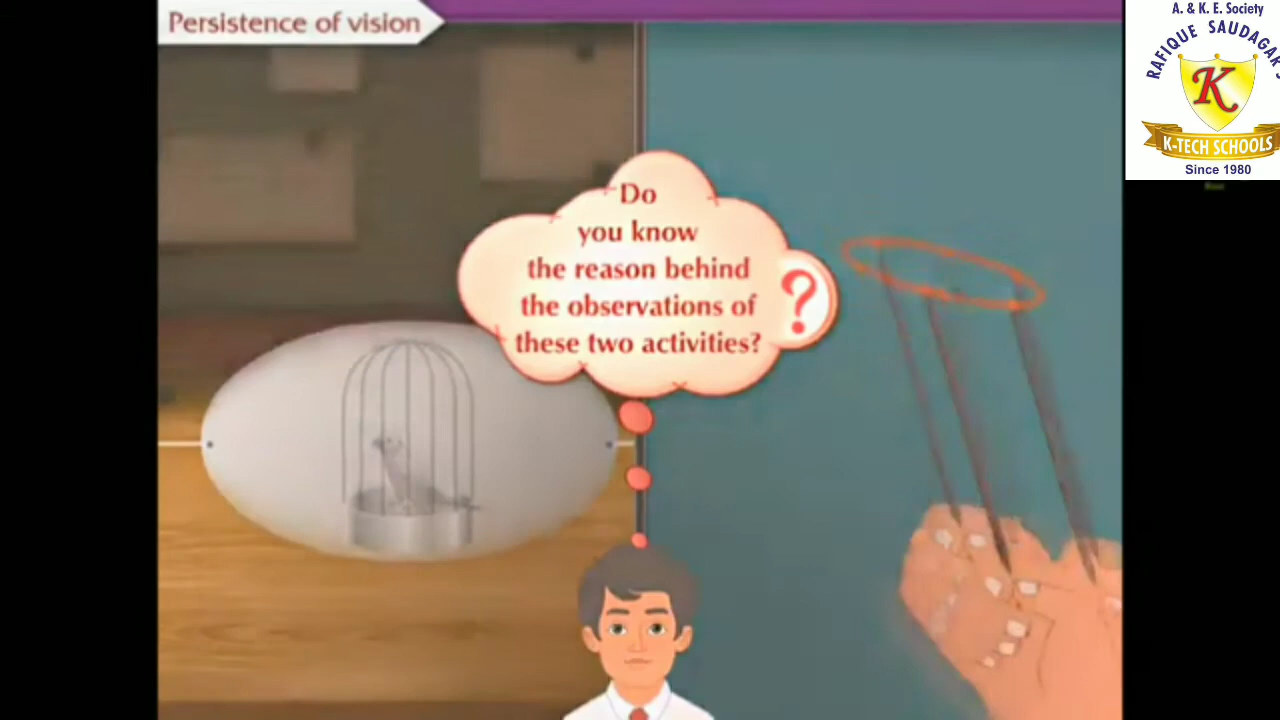 Persistence of vision
Do
you know
the reason behind
the observations of
these two activities?
?
A. & K. E. Society
RAFIQUE SAUDAGAR'S
K
K-TECH SCHOOLS
Since 1980